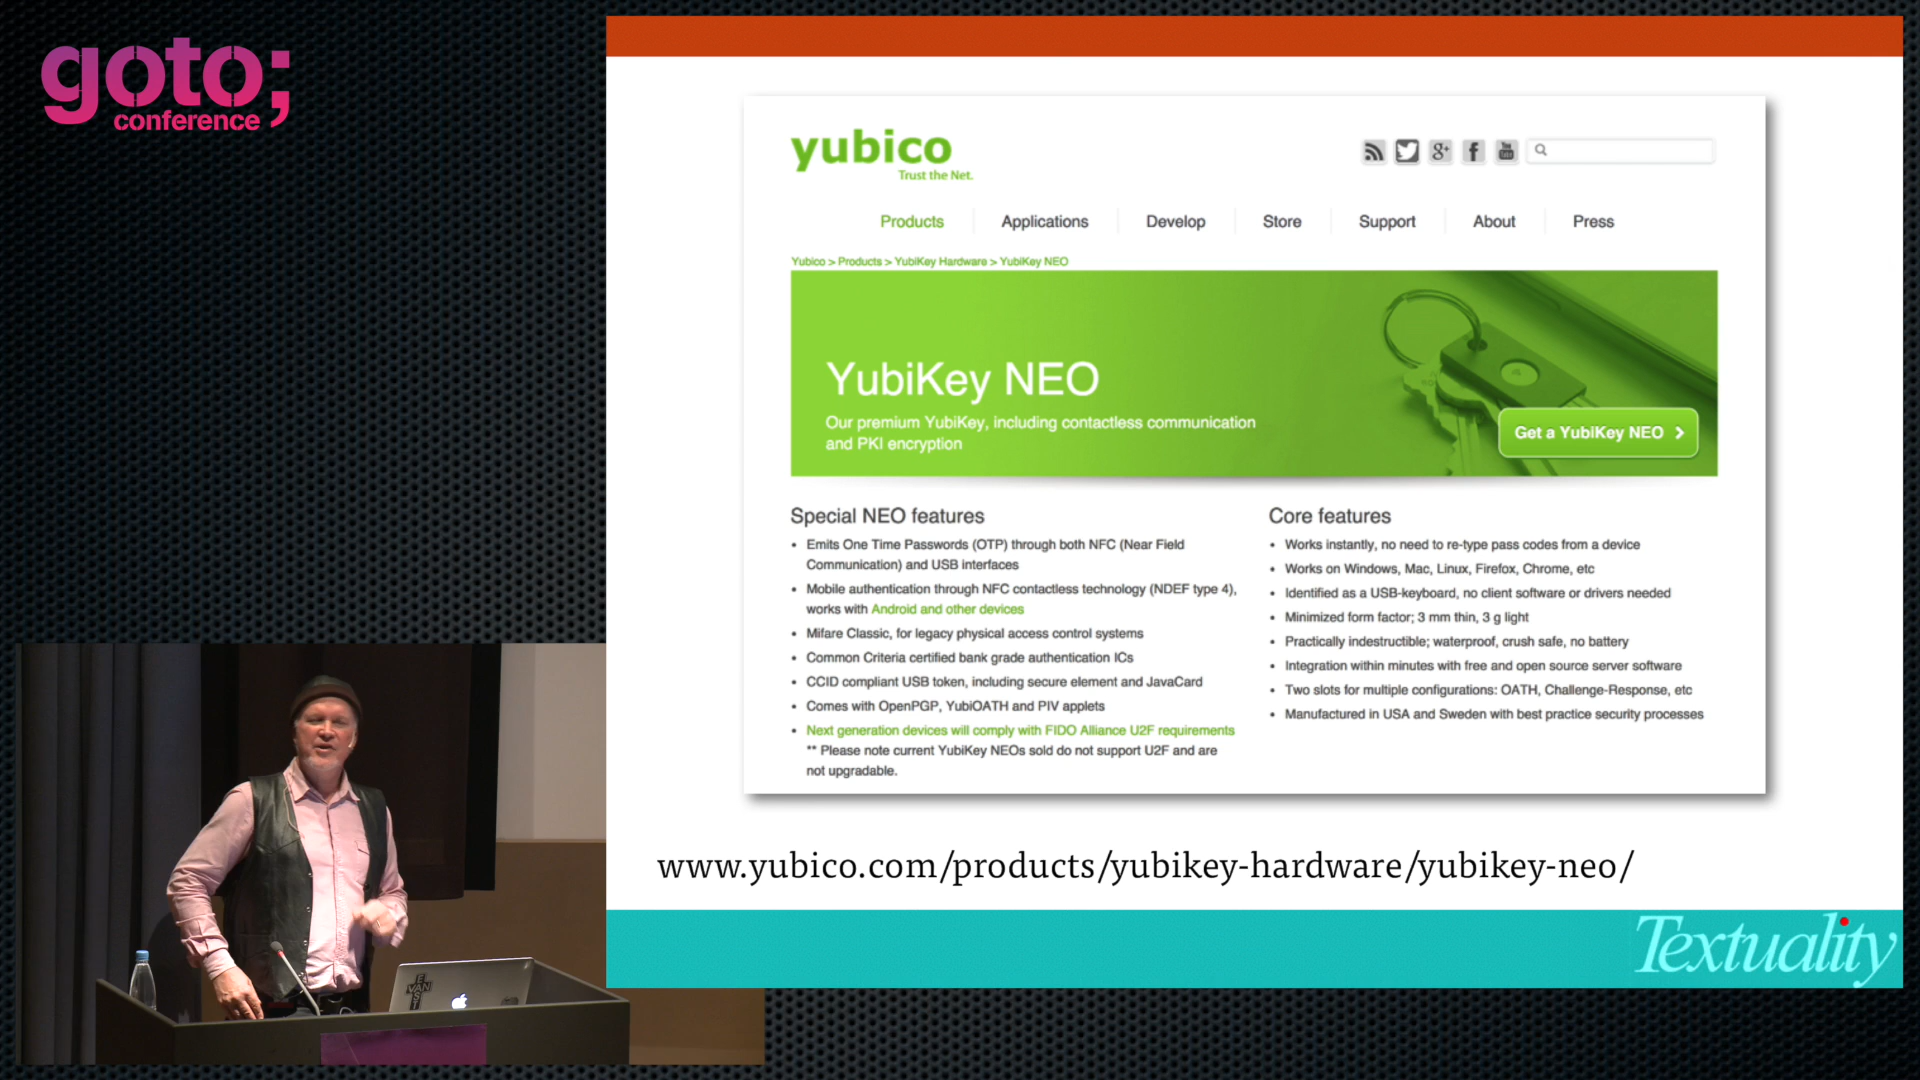 goto;
conference
yubico
Trust the Net.
Products
Applications
Develop
Store
Support
About
Press
Yubico > Products > YubiKey Hardware > YubiKey NEO
YubiKey NEO
Our premium YubiKey, including contactless communication
and PKI encryption
Get a YubiKey NEO
Special NEO features
• Emits One Time Passwords (OTP) through both NFC (Near Field
Communication) and USB interfaces
• Mobile authentication through NFC contactless technology (NDEF type 4),
works with Android and other devices
• Mifare Classic, for legacy physical access control systems
• Common Criteria certified bank grade authentication ICs
• CCID compliant USB token, including secure element and JavaCard
• Comes with OpenPGP, YubiOATH and PIV applets
• Next generation devices will comply with FIDO Alliance U2F requirements
** Please note current YubiKey NEOs sold do not support U2F and are
not upgradable.
Core features
• Works instantly, no need to re-type pass codes from a device
• Works on Windows, Mac, Linux, Firefox, Chrome, etc
• Identified as a USB-keyboard, no client software or drivers needed
• Minimized form factor; 3 mm thin, 3 g light
• Practically indestructible; waterproof, crush safe, no battery
• Integration within minutes with free and open source server software
• Two slots for multiple configurations: OATH, Challenge-Response, etc
• Manufactured in USA and Sweden with best practice security processes
www.yubico.com/products/yubikey-hardware/yubikey-neo/
Textuality